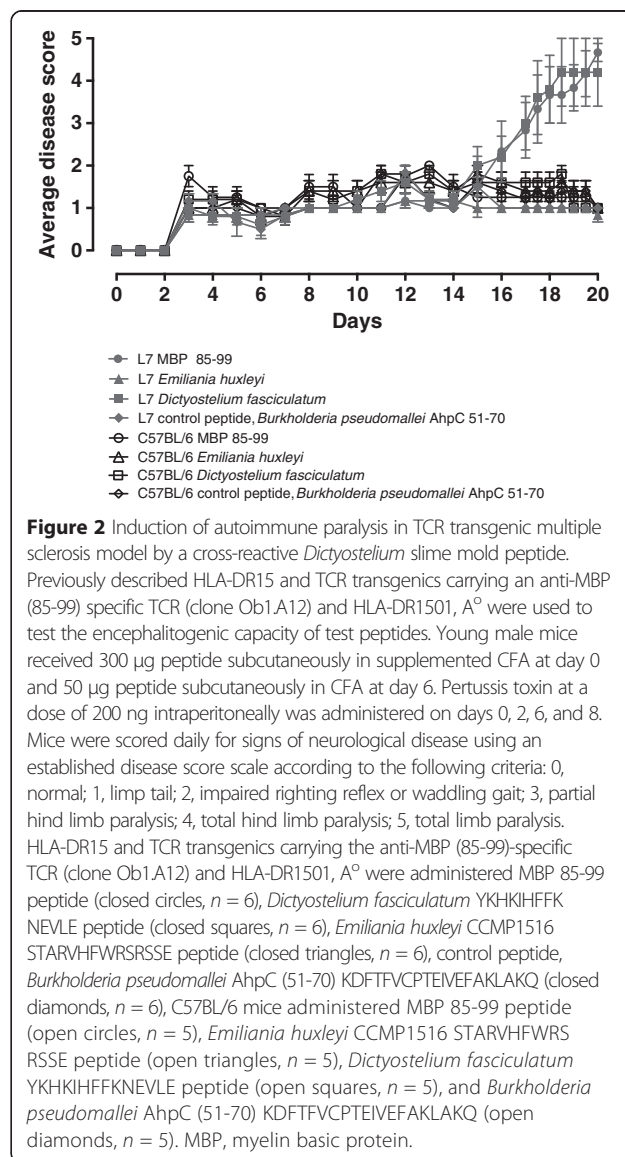 5
4
3
2
1
0
Average disease score
0 2 4 6 8 10 12 14 16 18 20
Days
L7 MBP 85-99
L7 Emiliania huxleyi
L7 Dictyostelium fasciculatum
L7 control peptide, Burkholderia pseudomallei AhpC 51-70
C57BL/6 MBP 85-99
C57BL/6 Emiliania huxleyi
C57BL/6 Dictyostelium fasciculatum
C57BL/6 control peptide, Burkholderia pseudomallei AhpC 51-70
Figure 2 Induction of autoimmune paralysis in TCR transgenic multiple
sclerosis model by a cross-reactive Dictyostelium slime mold peptide.
Previously described HLA-DR15 and TCR transgenics carrying an anti-MBP
(85-99) specific TCR (clone Ob1.A12) and HLA-DR1501, A° were used to
test the encephalitogenic capacity of test peptides. Young male mice
received 300 μg peptide subcutaneously in supplemented CFA at day 0
and 50 μg peptide subcutaneously in CFA at day 6. Pertussis toxin at a
dose of 200 ng intraperitoneally was administered on days 0, 2, 6, and 8.
Mice were scored daily for signs of neurological disease using an
established disease score scale according to the following criteria: 0,
normal; 1, limp tail; 2, impaired righting reflex or waddling gait; 3, partial
hind limb paralysis; 4, total hind limb paralysis; 5, total limb paralysis.
HLA-DR15 and TCR transgenics carrying the anti-MBP (85-99)-specific
TCR (clone Ob1.A12) and HLA-DR1501, A° were administered MBP 85-99
peptide (closed circles, n = 6), Dictyostelium fasciculatum YKHKIHFFK
NEVLE peptide (closed squares, n = 6), Emiliania huxleyi CCMP1516
STARVHFWRSRSSE peptide (closed triangles, n = 6), control peptide,
Burkholderia pseudomallei AhpC (51-70) KDFTFVCPTEIVEFAKLAKQ (closed
diamonds, n = 6), C57BL/6 mice administered MBP 85-99 peptide
(open circles, n = 5), Emiliania huxleyi CCMP1516 STARVHFWRS
RSSE peptide (open triangles, n = 5), Dictyostelium fasciculatum
YKHKIHFFKNEVLE peptide (open squares, n = 5), and Burkholderia
pseudomallei AhpC (51-70) KDFTFVCPTEIVEFAKLAKQ (open
diamonds, n = 5). MBP, myelin basic protein.